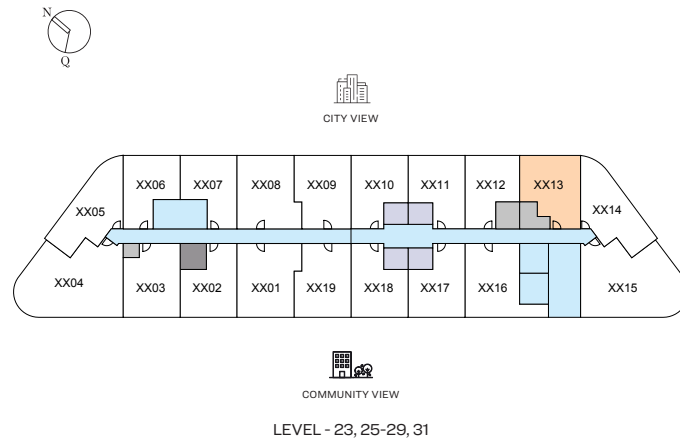 N
Q
CITY VIEW
XX06 XX07 XX08 XX09 XX10 XX11 XX12 XX13
XX05 XX14
XX04 XX03 XX02 XX01 XX19 XX18 XX17 XX16 XX15
COMMUNITY VIEW
LEVEL - 23, 25-29, 31